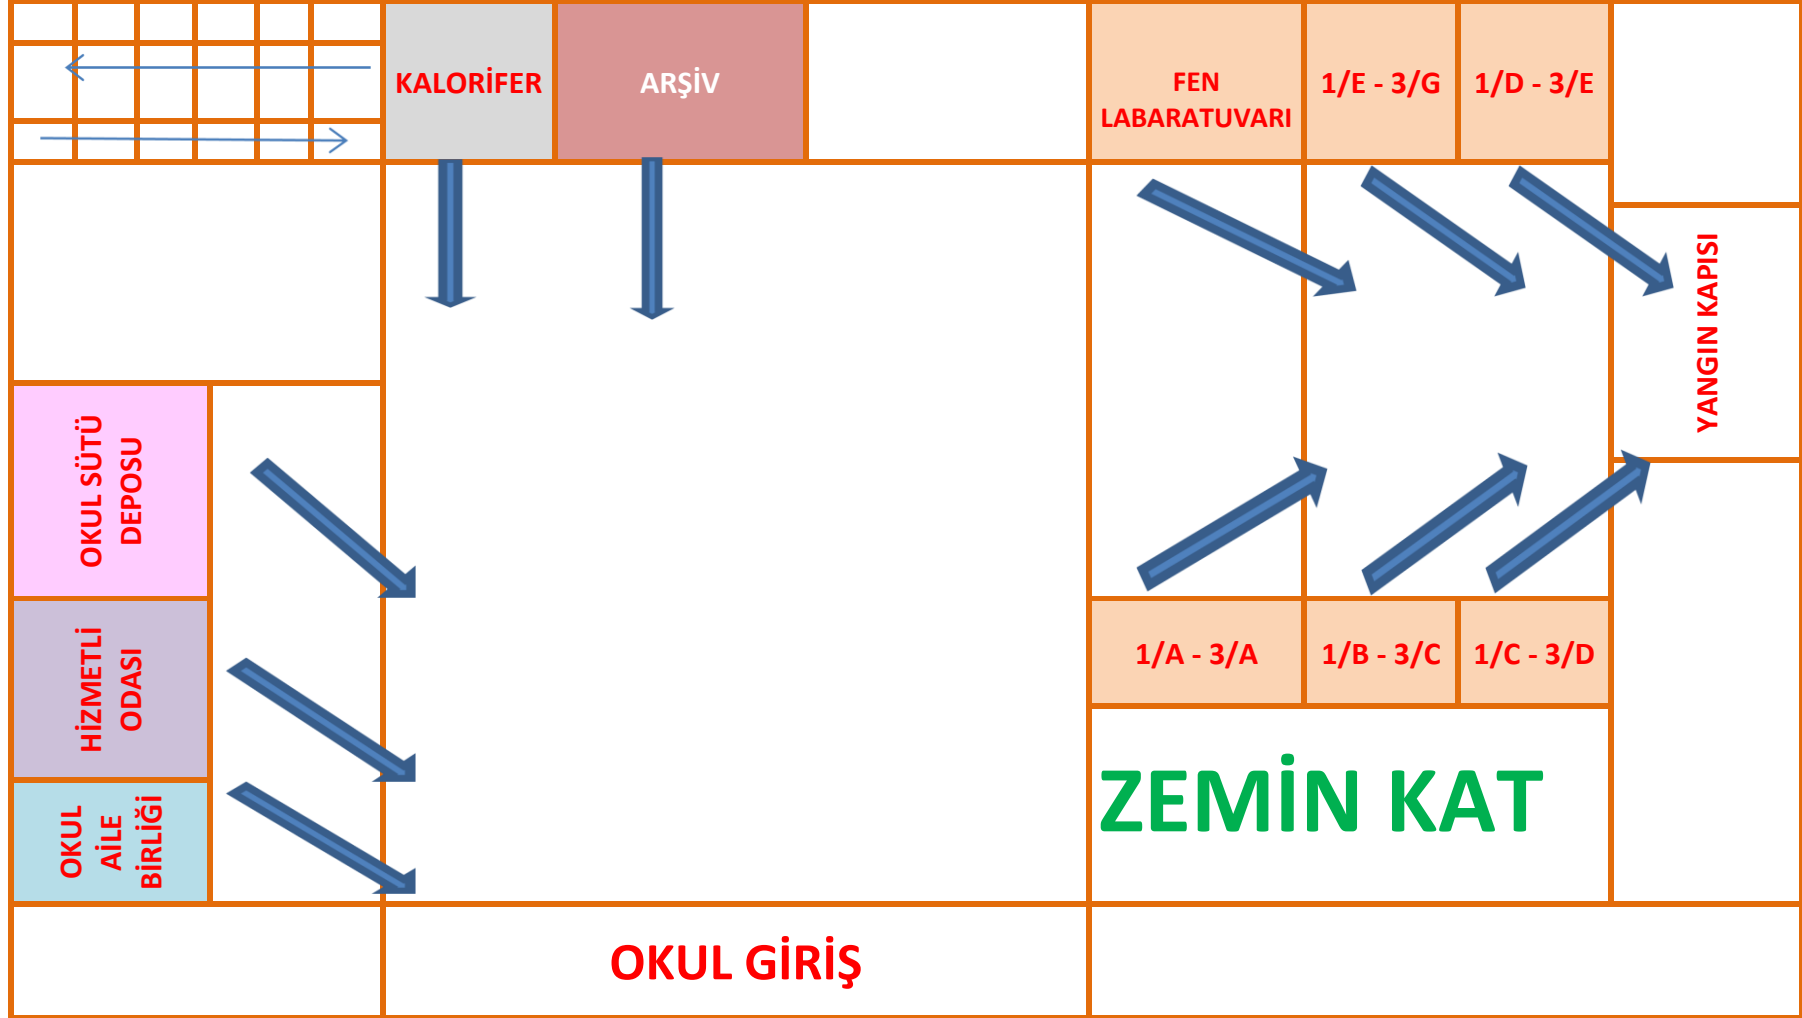 KALORİFER
ARŞİV
FEN
LABARATUVARI
1/E - 3/G
1/D - 3/E
YANGIN KAPISI
OKUL SÜTÜ
DEPOSU
HİZMETLİ
ODASI
OKUL
AİLE
BİRLİĞİ
1/A - 3/A
1/B - 3/C
1/C - 3/D
ZEMİN KAT
OKUL GİRİŞ